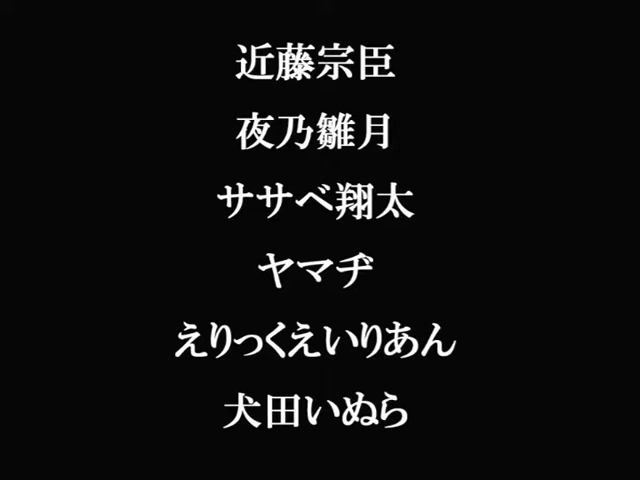 近藤宗臣
夜乃雛月
ササベ翔太
ヤマヂ
えりっくえいりあん
犬田いぬら